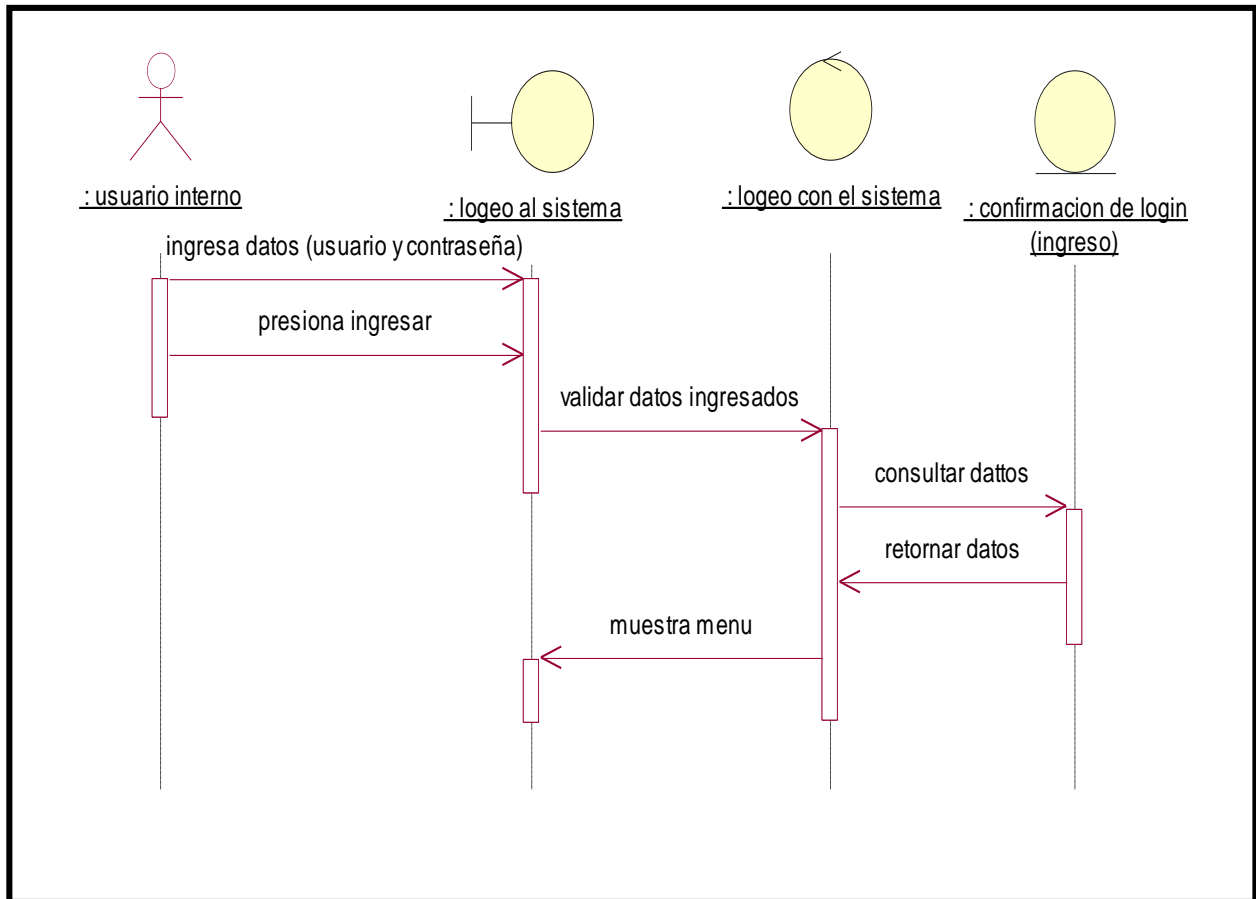 : usuario interno
: logeo al sistema
: logeo con el sistema
: confirmacion de login
(ingreso)
ingresa datos (usuario y contraseña)
presiona ingresar
validar datos ingresados
consultar dattos
retornar datos
muestra menu